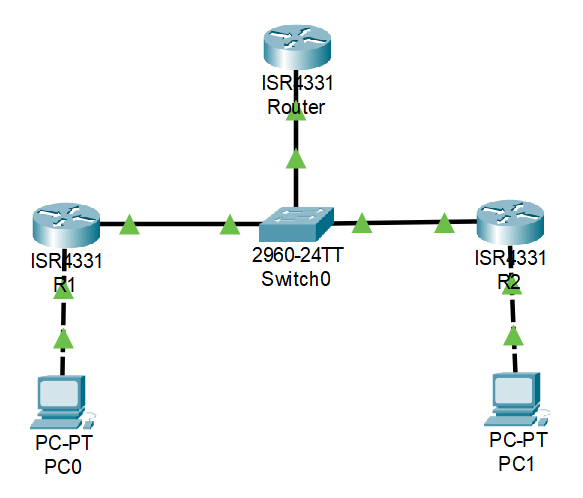 ISR4331
Router
ISR4331
R1
2960-24TT
Switch0
ISR4331
R2
PC-PT
PC0
PC-PT
PC1